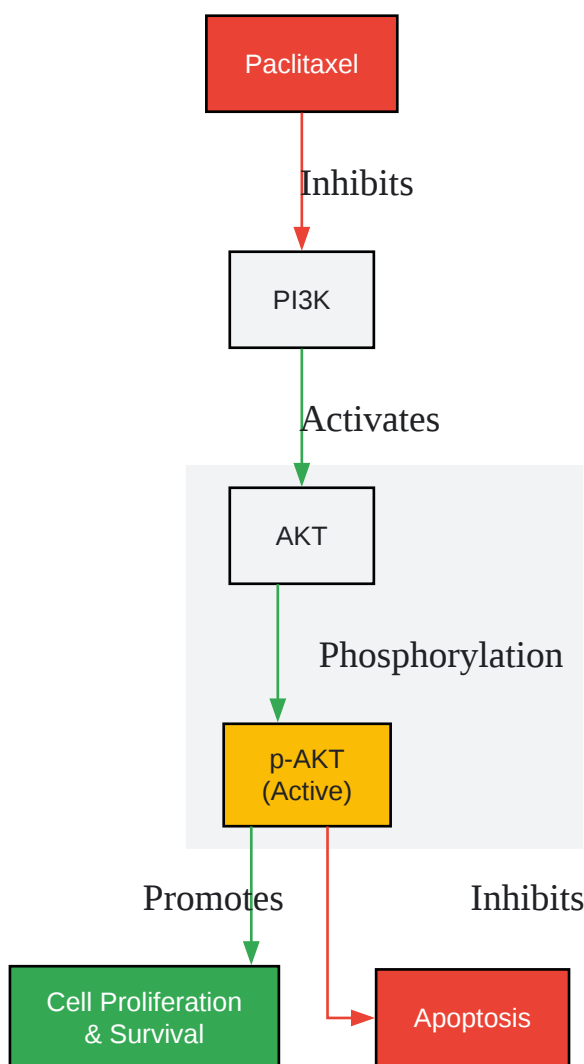 Paclitaxel
Inhibits
PI3K
Activates
AKT
Phosphorylation
p-AKT
(Active)
Promotes
Inhibits
Cell Proliferation
& Survival
Apoptosis